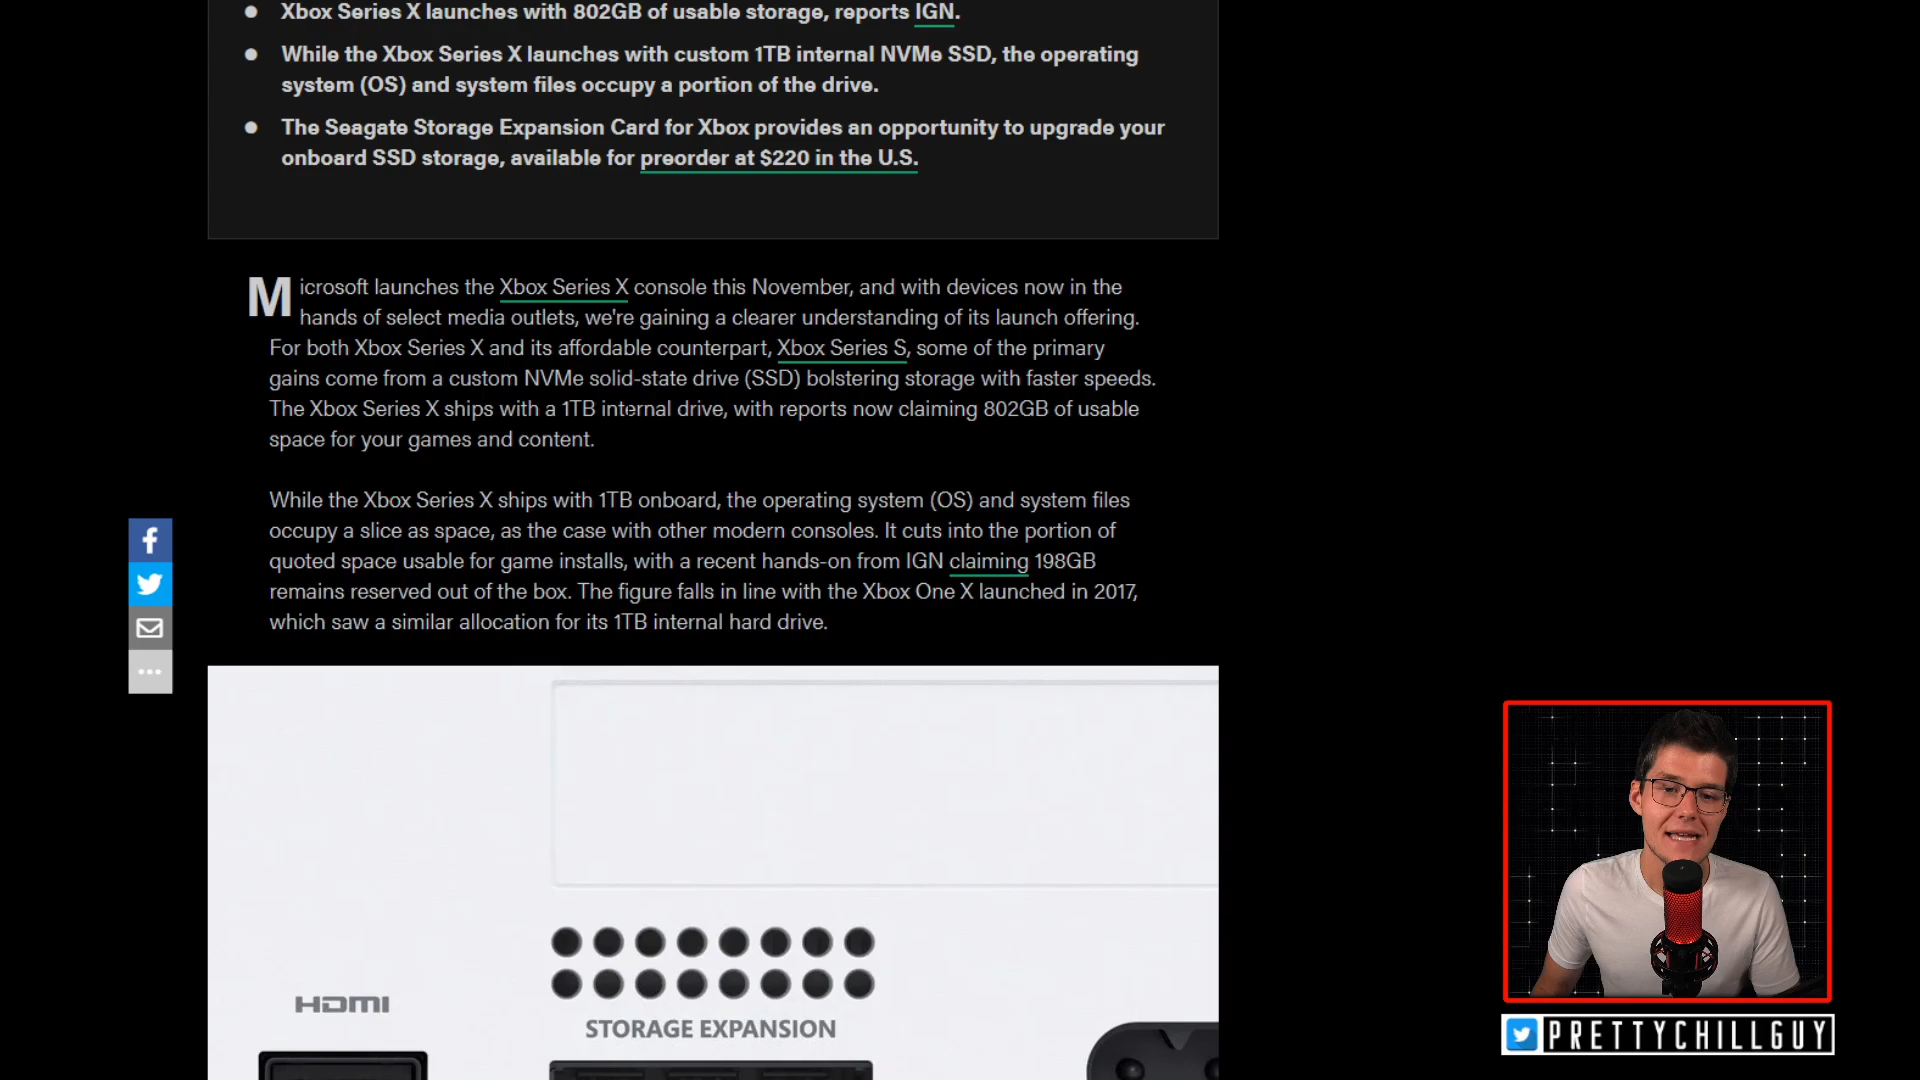 Xbox Series X launches with 802GB of usable storage, reports IGN.
While the Xbox Series X launches with custom 1TB internal NVMe SSD, the operating
system (OS) and system files occupy a portion of the drive.
The Seagate Storage Expansion Card for Xbox provides an opportunity to upgrade your
onboard SSD storage, available for preorder at $220 in the U.S.
Microsoft launches the Xbox Series X console this November, and with devices now in the
hands of select media outlets, we're gaining a clearer understanding of its launch offering.
For both Xbox Series X and its affordable counterpart, Xbox Series S, some of the primary
gains come from a custom NVMe solid-state drive (SSD) bolstering storage with faster speeds.
The Xbox Series X ships with a 1TB internal drive, with reports now claiming 802GB of usable
space for your games and content.
While the Xbox Series X ships with 1TB onboard, the operating system (OS) and system files
occupy a slice as space, as the case with other modern consoles. It cuts into the portion of
quoted space usable for game installs, with a recent hands-on from IGN claiming 198GB
remains reserved out of the box. The figure falls in line with the Xbox One X launched in 2017,
which saw a similar allocation for its 1TB internal hard drive.
HDMI
STORAGE EXPANSION
PRETTYCHILLGUY